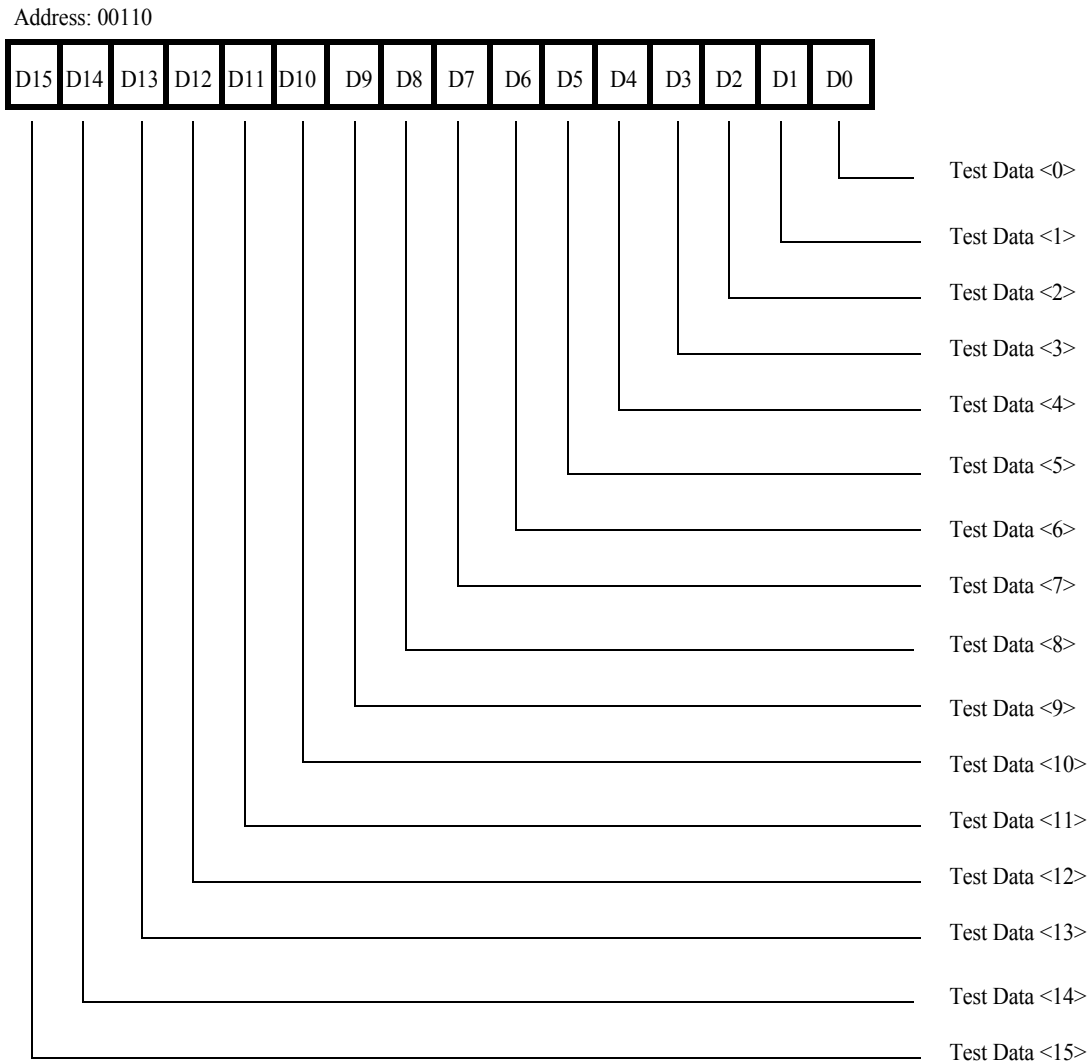 Address: 00110
D15 D14 D13 D12 D11 D10 D9 D8 D7 D6 D5 D4 D3 D2 D1 D0
Test Data <0>
Test Data <1>
Test Data <2>
Test Data <3>
Test Data <4>
Test Data <5>
Test Data <6>
Test Data <7>
Test Data <8>
Test Data <9>
Test Data <10>
Test Data <11>
Test Data <12>
Test Data <13>
Test Data <14>
Test Data <15>